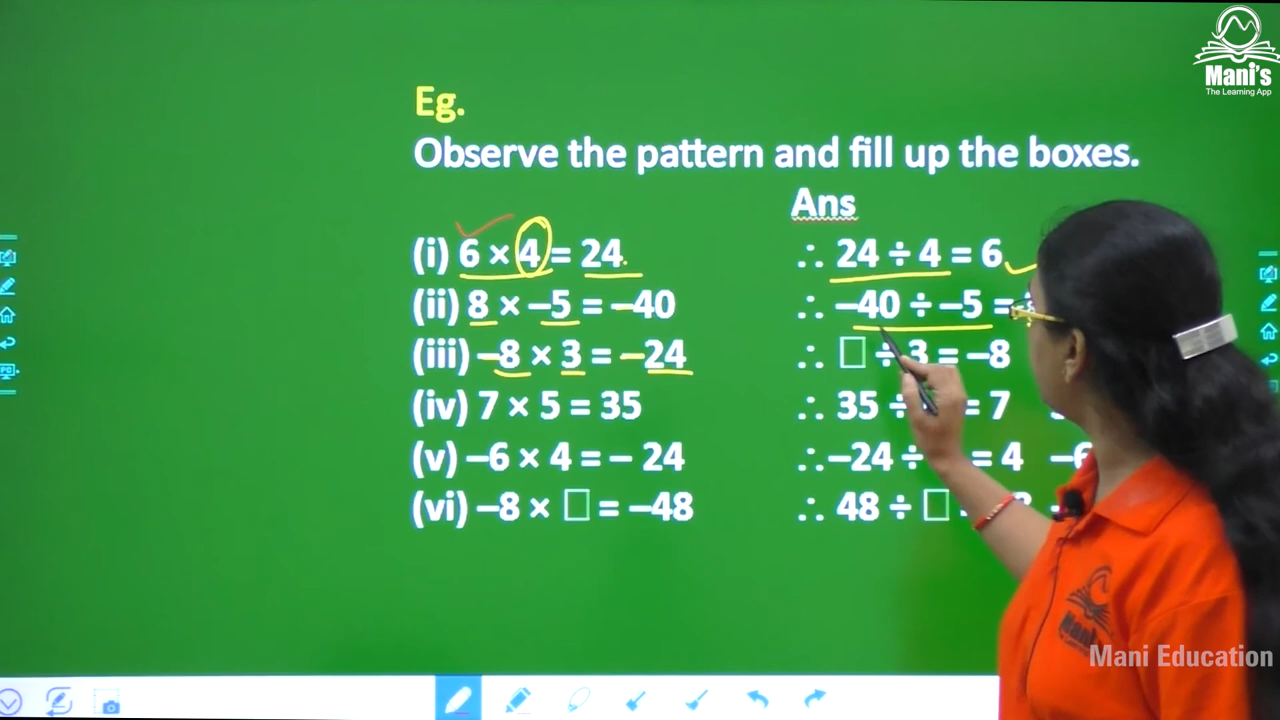 Mani's
The Learning App
Eg.
Observe the pattern and fill up the boxes.
Ans
(i) 6 × 4 = 24 ∴ 24 ÷ 4 = 6
(ii) 8 × –5 = –40 ∴ –40 ÷ –5 =
(iii) –8 × 3 = –24 ∴ □ ÷ 3 = –8
(iv) 7 × 5 = 35 ∴ 35 ÷ = 7
(v) –6 × 4 = – 24 ∴ –24 ÷ = 4 –6
(vi) –8 × □ = –48 ∴ 48 ÷ □
Mani Education